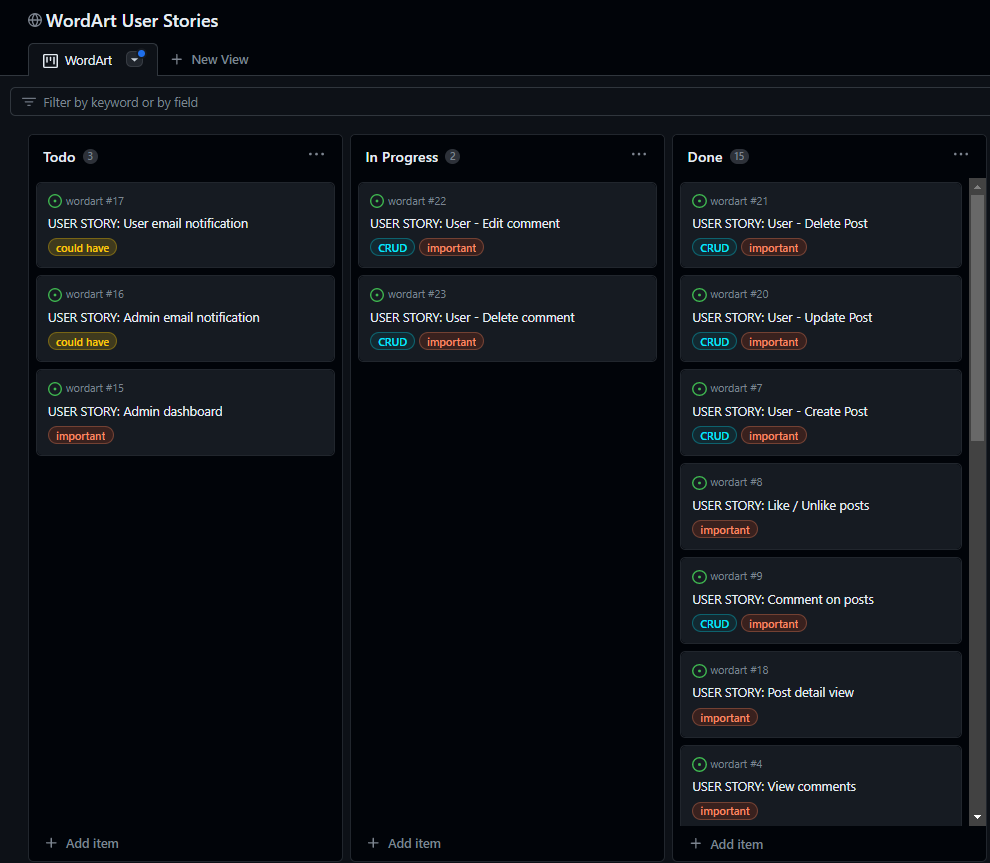 WordArt User Stories
WordArt
New View
Filter by keyword or by field
Todo 3
wordart #17
USER STORY: User email notification
could have
wordart #16
USER STORY: Admin email notification
could have
wordart #15
USER STORY: Admin dashboard
important
Add item
In Progress 2
wordart #22
USER STORY: User - Edit comment
CRUD important
wordart #23
USER STORY: User - Delete comment
CRUD important
Add item
Done 15
wordart #21
USER STORY: User - Delete Post
CRUD important
wordart #20
USER STORY: User - Update Post
CRUD important
wordart #7
USER STORY: User - Create Post
CRUD important
wordart #8
USER STORY: Like / Unlike posts
important
wordart #9
USER STORY: Comment on posts
CRUD important
wordart #18
USER STORY: Post detail view
important
wordart #4
USER STORY: View comments
important
Add item